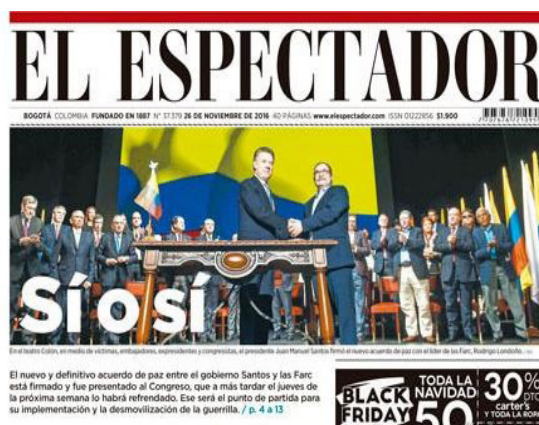 EL ESPECTADOR
BOGOTÁ COLOMBIA FUNDADO EN 1887 Nº 37.379 26 DE NOVIEMBRE DE 2016 40 PÁGINAS www.elespectador.com ISSN 01222856 $1.900
Sí o sí
En el teatro Colón, en medio de víctimas, embajadores, expresidentes y congresistas, el presidente Juan Manuel Santos firmó el nuevo acuerdo de paz con el líder de las Farc, Rodrigo Londoño.
El nuevo y definitivo acuerdo de paz entre el gobierno Santos y las Farc
está firmado y fue presentado al Congreso, que a más tardar el jueves de
la próxima semana lo habrá refrendado. Ese será el punto de partida para
su implementación y la desmovilización de la guerrilla. / p. 4 a 13
BLACK
FRIDAY
TODA LA
NAVIDAD
50
30%
DTO
carter's
Y TODA LA ROPA